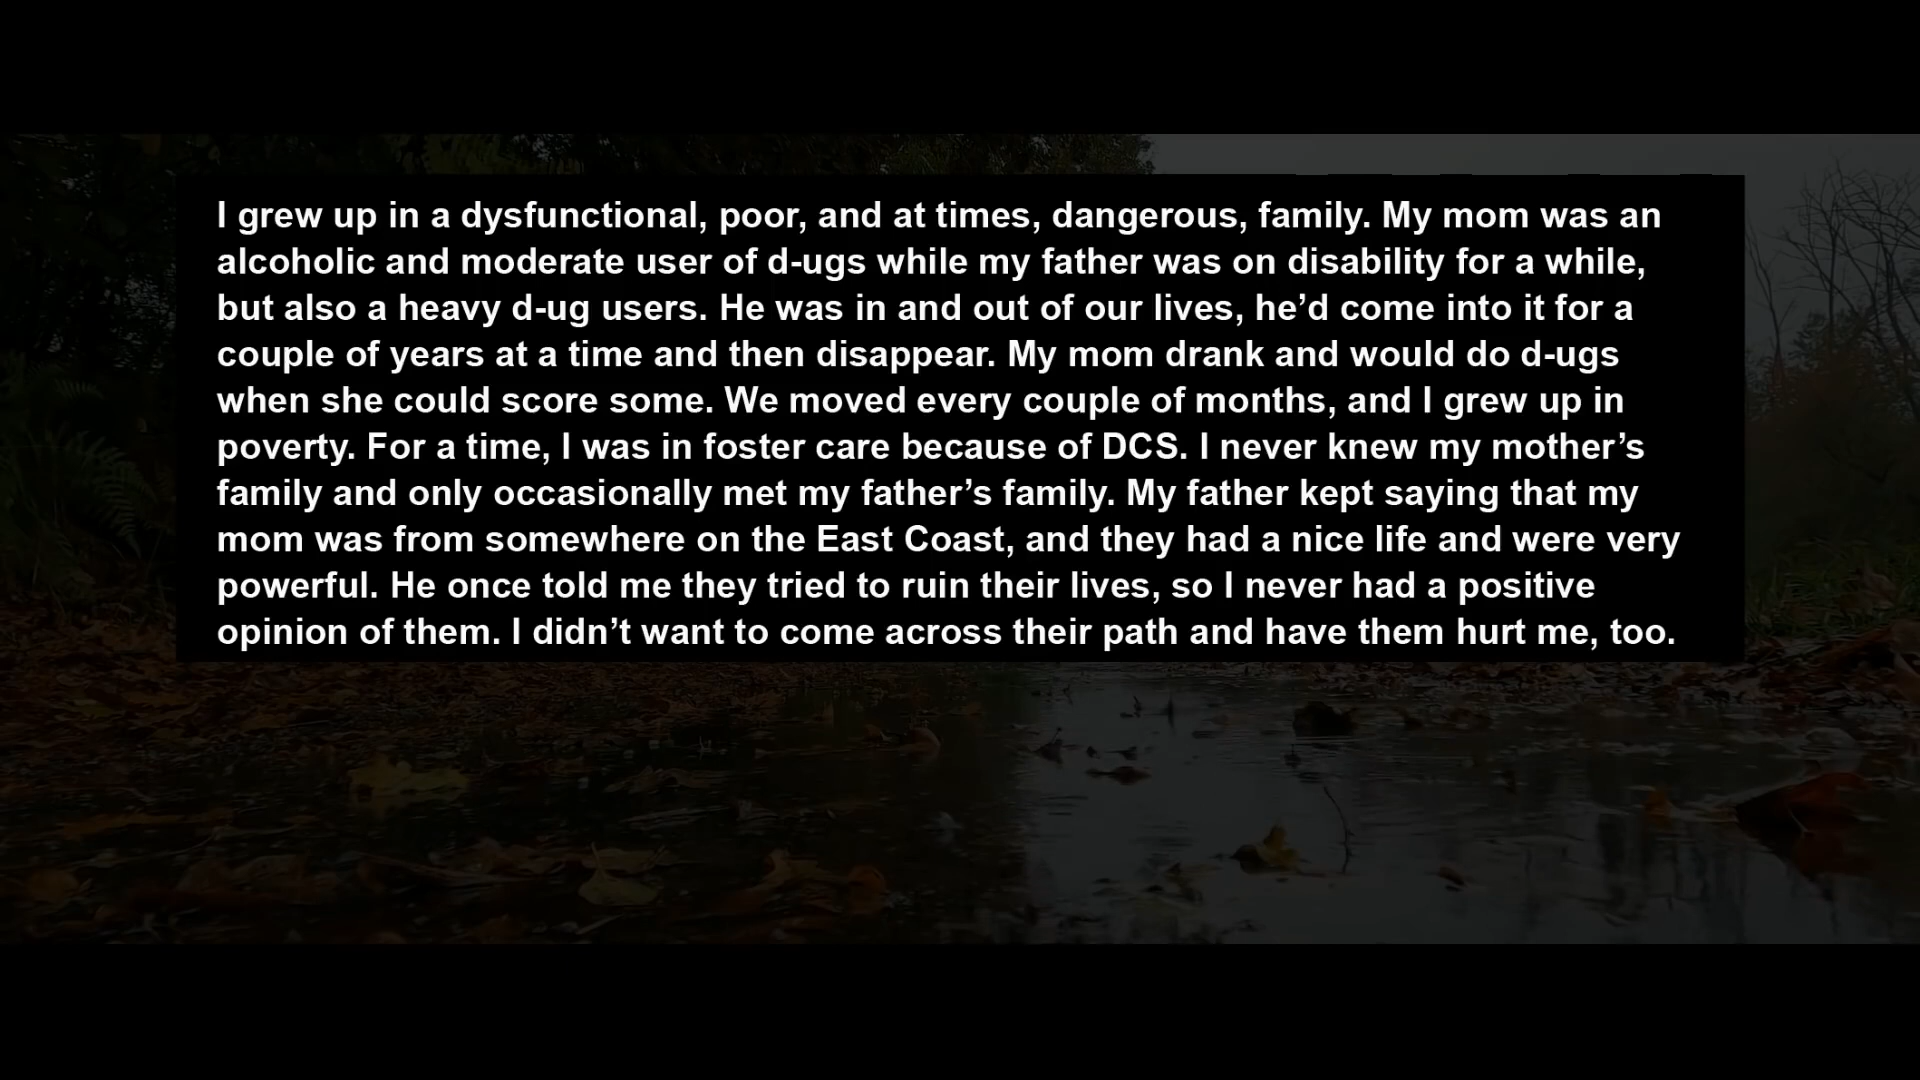 I grew up in a dysfunctional, poor, and at times, dangerous, family. My mom was an
alcoholic and moderate user of d-ugs while my father was on disability for a while,
but also a heavy d-ug users. He was in and out of our lives, he’d come into it for a
couple of years at a time and then disappear. My mom drank and would do d-ugs
when she could score some. We moved every couple of months, and I grew up in
poverty. For a time, I was in foster care because of DCS. I never knew my mother’s
family and only occasionally met my father’s family. My father kept saying that my
mom was from somewhere on the East Coast, and they had a nice life and were very
powerful. He once told me they tried to ruin their lives, so I never had a positive
opinion of them. I didn’t want to come across their path and have them hurt me, too.